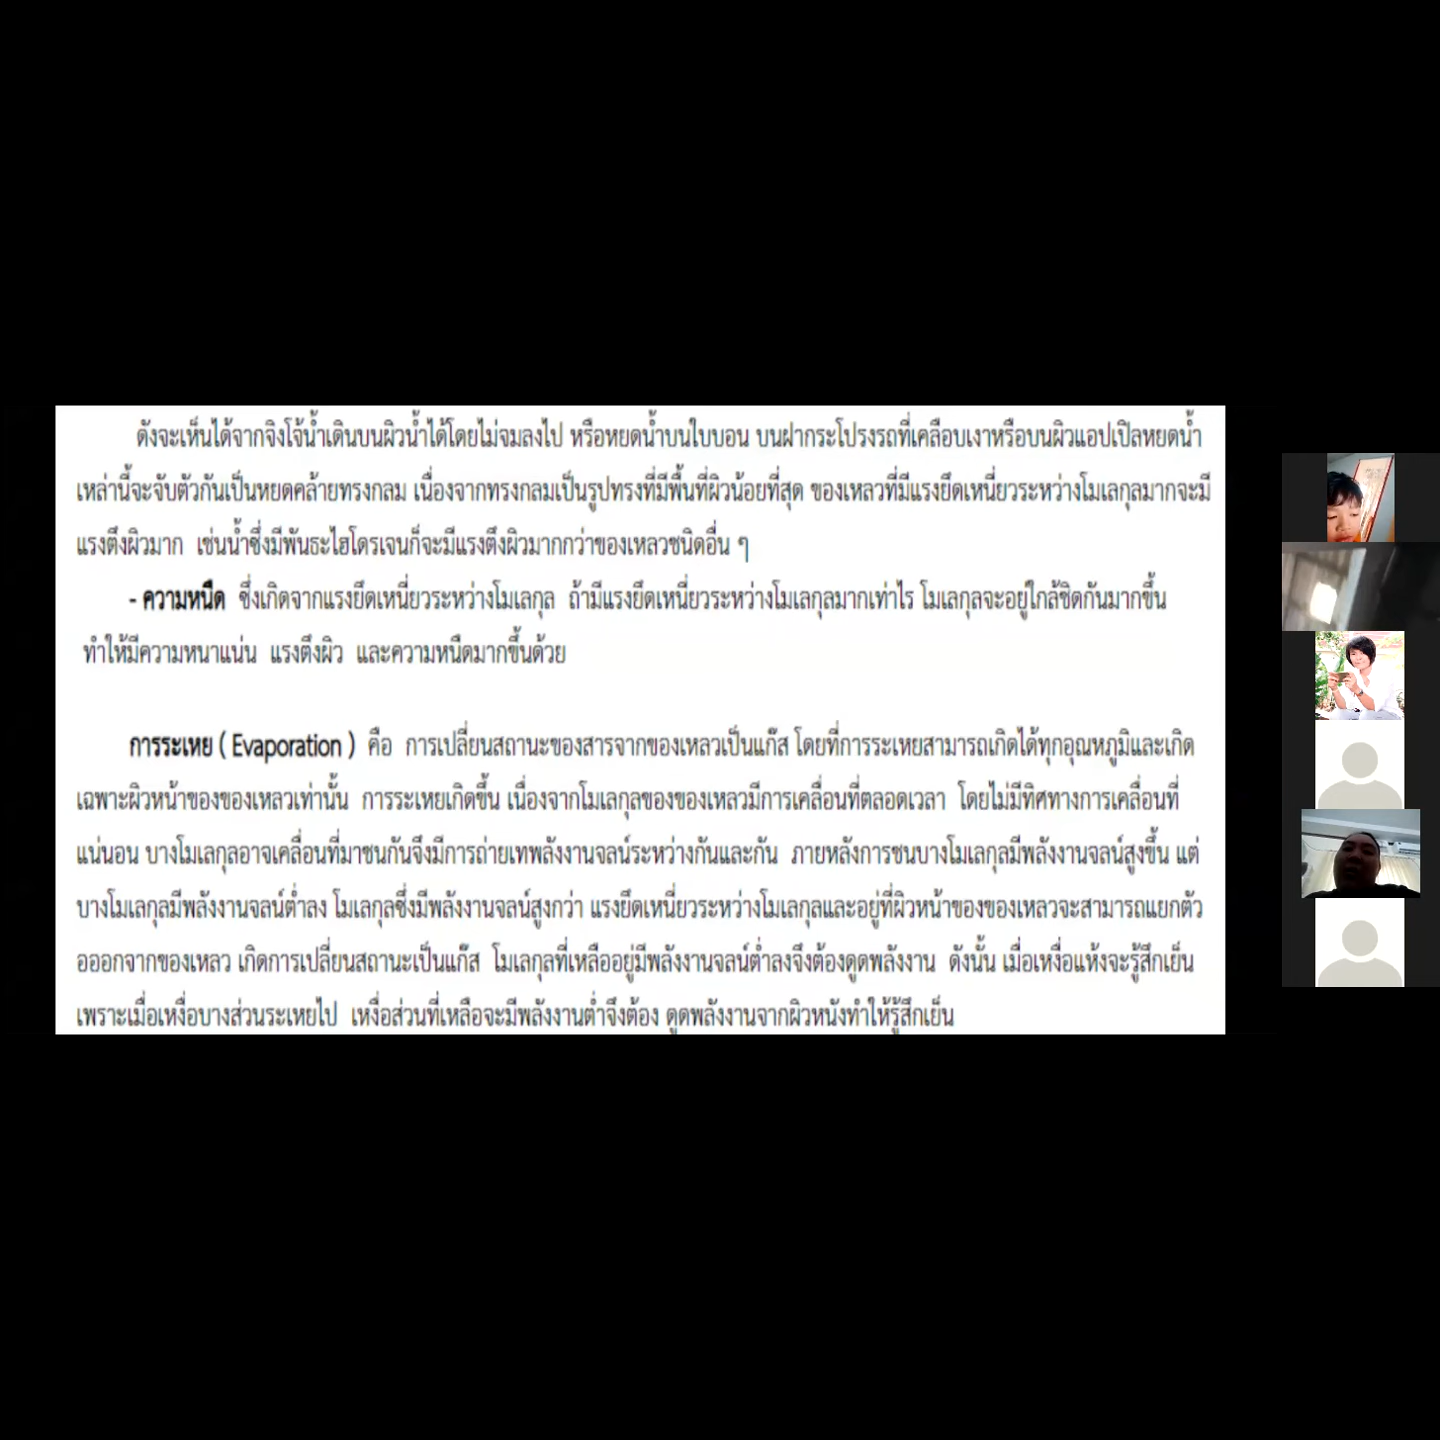 ดังจะเห็นได้จากจิงโจ้น้ำเดินบนผิวน้ำได้โดยไม่จมลงไป หรือหยดน้ำบนใบบอน บนฝากระโปรงรถที่เคลือบเงาหรือบนผิวแอปเปิลหยดน้ำ
เหล่านี้จะจับตัวกันเป็นหยดคล้ายทรงกลม เนื่องจากทรงกลมเป็นรูปทรงที่มีพื้นที่ผิวน้อยที่สุด ของเหลวที่มีแรงยึดเหนี่ยวระหว่างโมเลกุลมากจะมี
แรงตึงผิวมาก เช่นน้ำซึ่งมีพันธะไฮโดรเจนก็จะมีแรงตึงผิวมากกว่าของเหลวชนิดอื่น ๆ
- ความหนืด ซึ่งเกิดจากแรงยึดเหนี่ยวระหว่างโมเลกุล ถ้ามีแรงยึดเหนี่ยวระหว่างโมเลกุลมากเท่าไร โมเลกุลจะอยู่ใกล้ชิดกันมากขึ้น
ทำให้มีความหนาแน่น แรงตึงผิว และความหนืดมากขึ้นด้วย
การระเหย ( Evaporation ) คือ การเปลี่ยนสถานะของสารจากของเหลวเป็นแก๊ส โดยที่การระเหยสามารถเกิดได้ทุกอุณหภูมิและเกิด
เฉพาะผิวหน้าของของเหลวเท่านั้น การระเหยเกิดขึ้น เนื่องจากโมเลกุลของของเหลวมีการเคลื่อนที่ตลอดเวลา โดยไม่มีทิศทางการเคลื่อนที่
แน่นอน บางโมเลกุลอาจเคลื่อนที่มาชนกันจึงมีการถ่ายเทพลังงานจลน์ระหว่างกันและกัน ภายหลังการชนบางโมเลกุลมีพลังงานจลน์สูงขึ้น แต่
บางโมเลกุลมีพลังงานจลน์ต่ำลง โมเลกุลซึ่งมีพลังงานจลน์สูงกว่า แรงยึดเหนี่ยวระหว่างโมเลกุลและอยู่ที่ผิวหน้าของของเหลวจะสามารถแยกตัว
อออกจากของเหลว เกิดการเปลี่ยนสถานะเป็นแก๊ส โมเลกุลที่เหลืออยู่มีพลังงานจลน์ต่ำลงจึงต้องดูดพลังงาน ดังนั้น เมื่อเหงื่อแห้งจะรู้สึกเย็น
เพราะเมื่อเหงื่อบางส่วนระเหยไป เหงื่อส่วนที่เหลือจะมีพลังงานต่ำจึงต้อง ดูดพลังงานจากผิวหนังทำให้รู้สึกเย็น